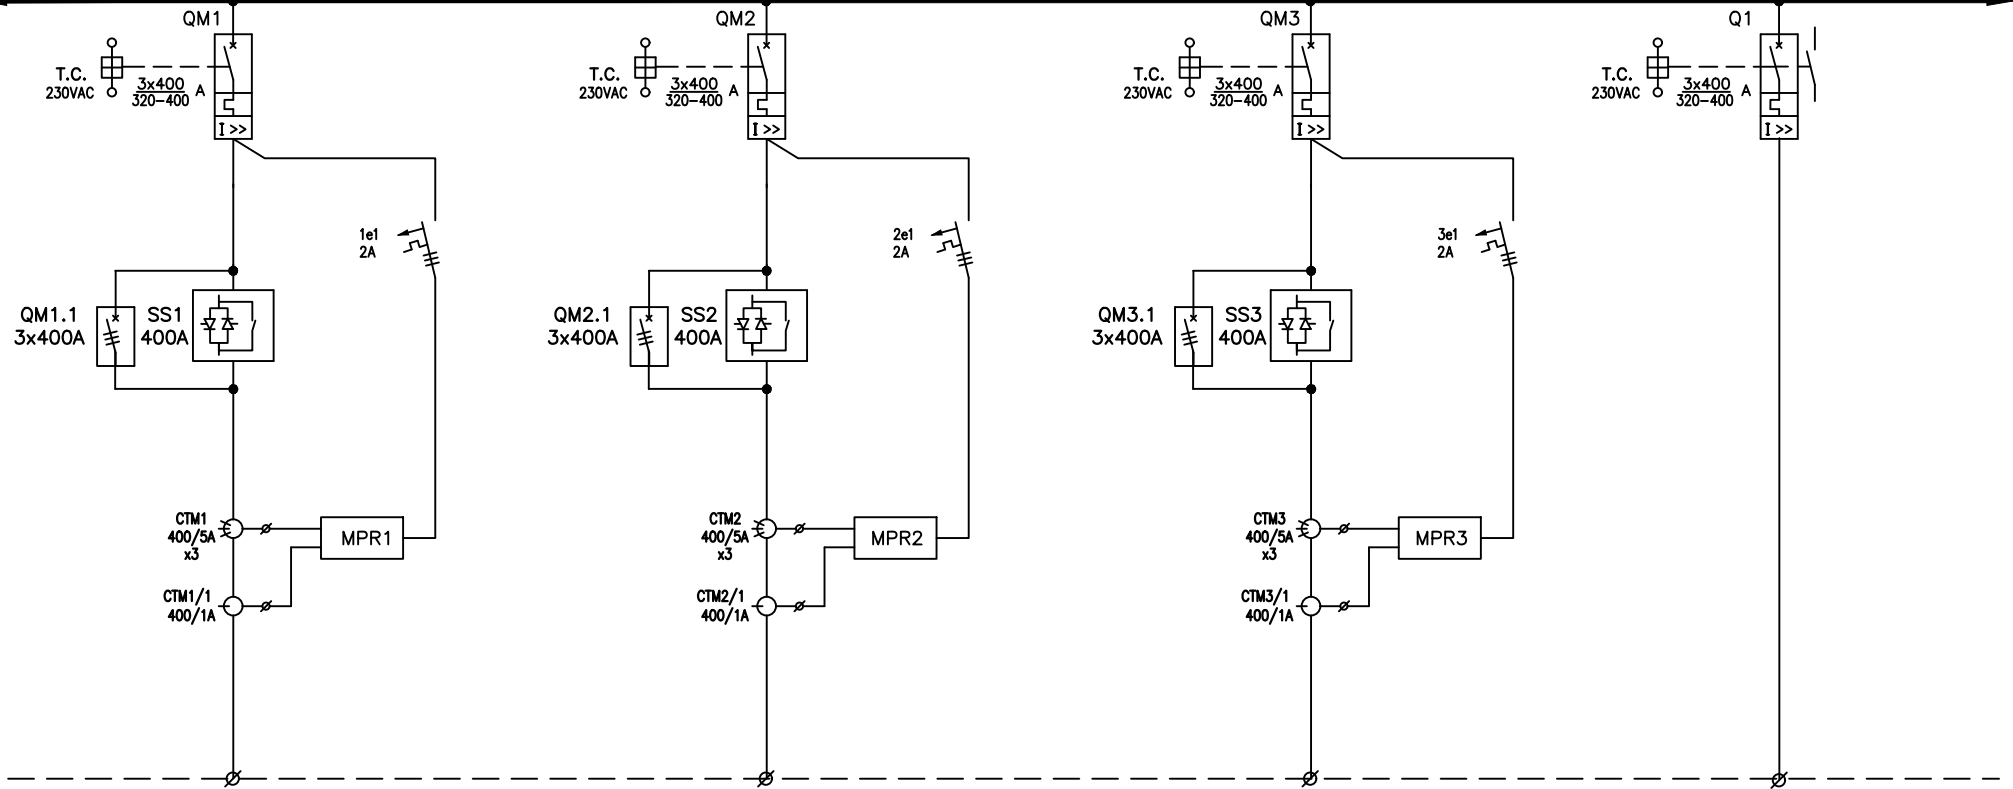 QM1
T.C.
230VAC
3x400
320-400 A
I >>
1e1
2A
QM1.1
3x400A
SS1
400A
CTM1
400/5A
x3
MPR1
CTM1/1
400/1A
QM2
T.C.
230VAC
3x400
320-400 A
I >>
2e1
2A
QM2.1
3x400A
SS2
400A
CTM2
400/5A
x3
MPR2
CTM2/1
400/1A
QM3
T.C.
230VAC
3x400
320-400 A
I >>
3e1
2A
QM3.1
3x400A
SS3
400A
CTM3
400/5A
x3
MPR3
CTM3/1
400/1A
Q1
T.C.
230VAC
3x400
320-400 A
I >>